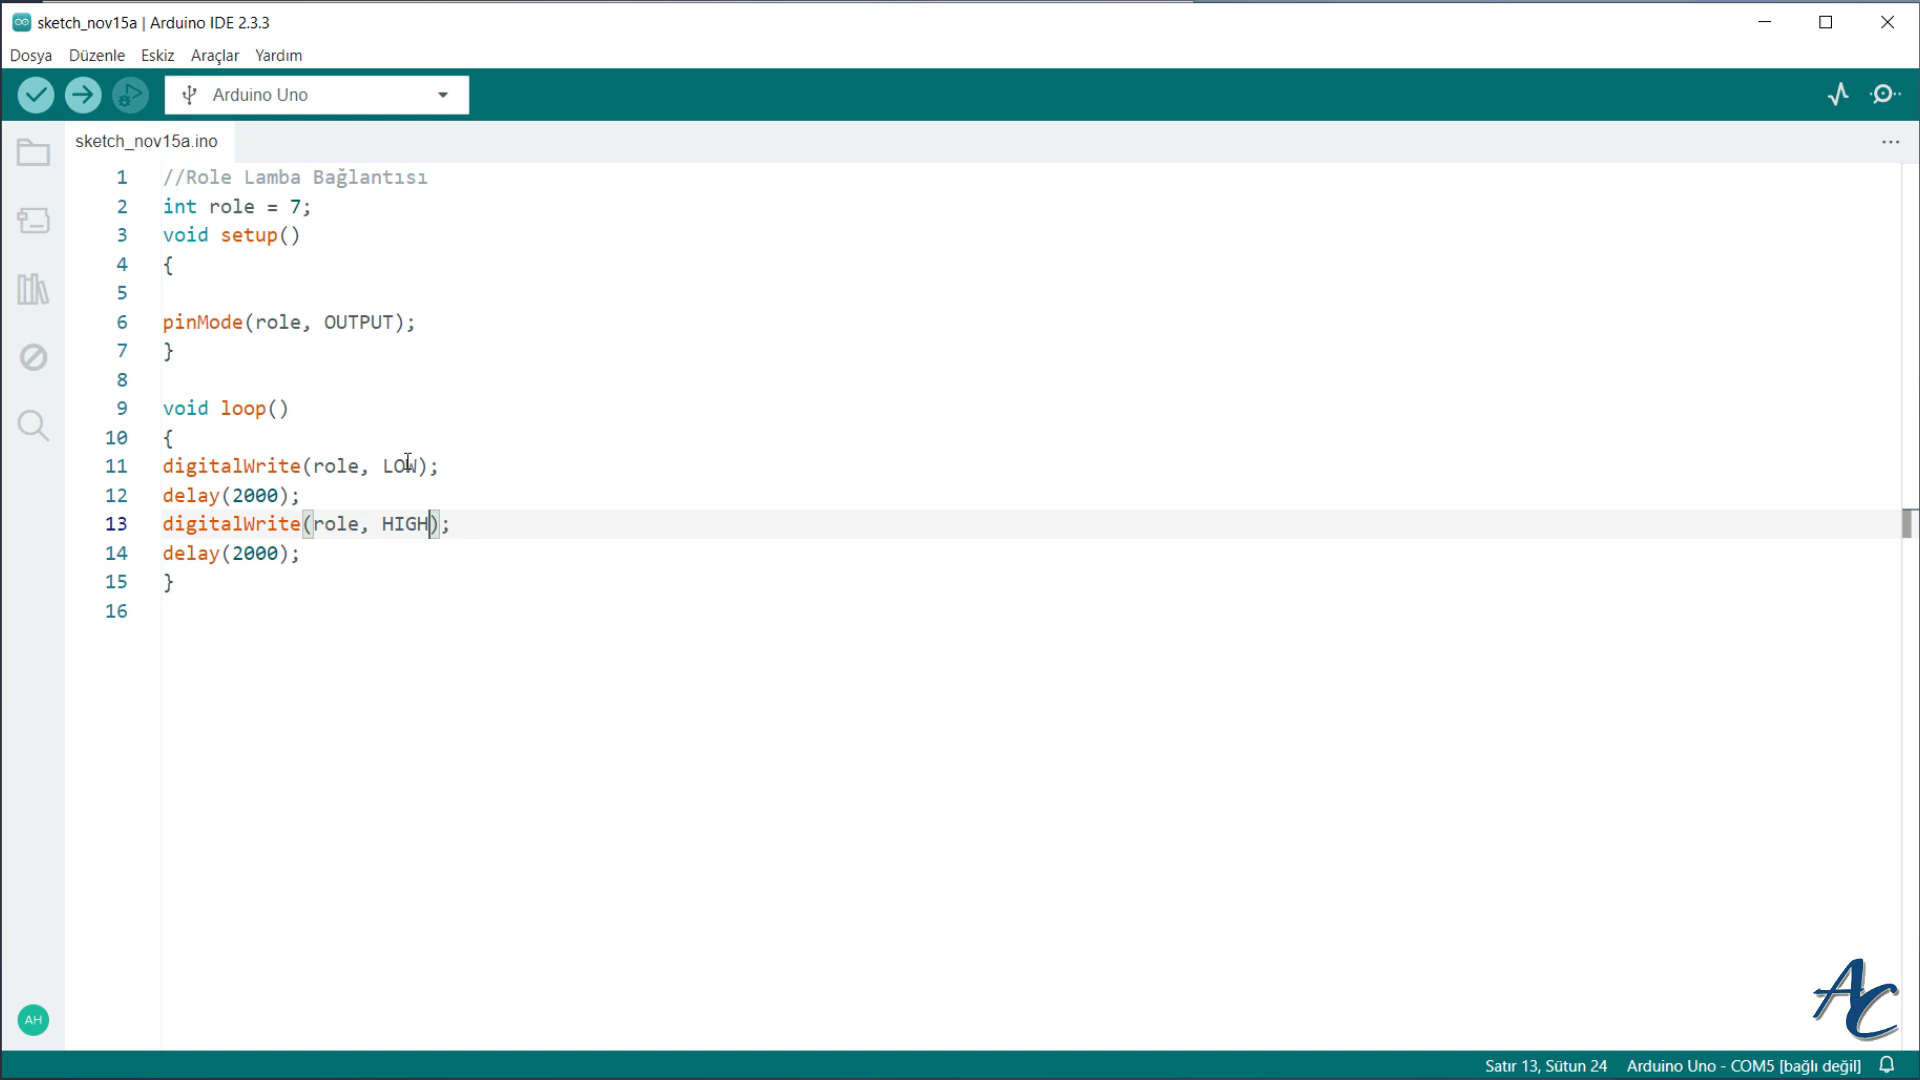 sketch_nov15a | Arduino IDE 2.3.3
Dosya Düzenle Eskiz Araçlar Yardım
Arduino Uno
sketch_nov15a.ino
1 //Role Lamba Bağlantısı
2 int role = 7;
3 void setup()
4 {
5
6 pinMode(role, OUTPUT);
7 }
8
9 void loop()
10 {
11 digitalWrite(role, LOW);
12 delay(2000);
13 digitalWrite(role, HIGH);
14 delay(2000);
15 }
16
AC
AH
Satır 13, Sütun 24 Arduino Uno - COM5 [bağlı değil]